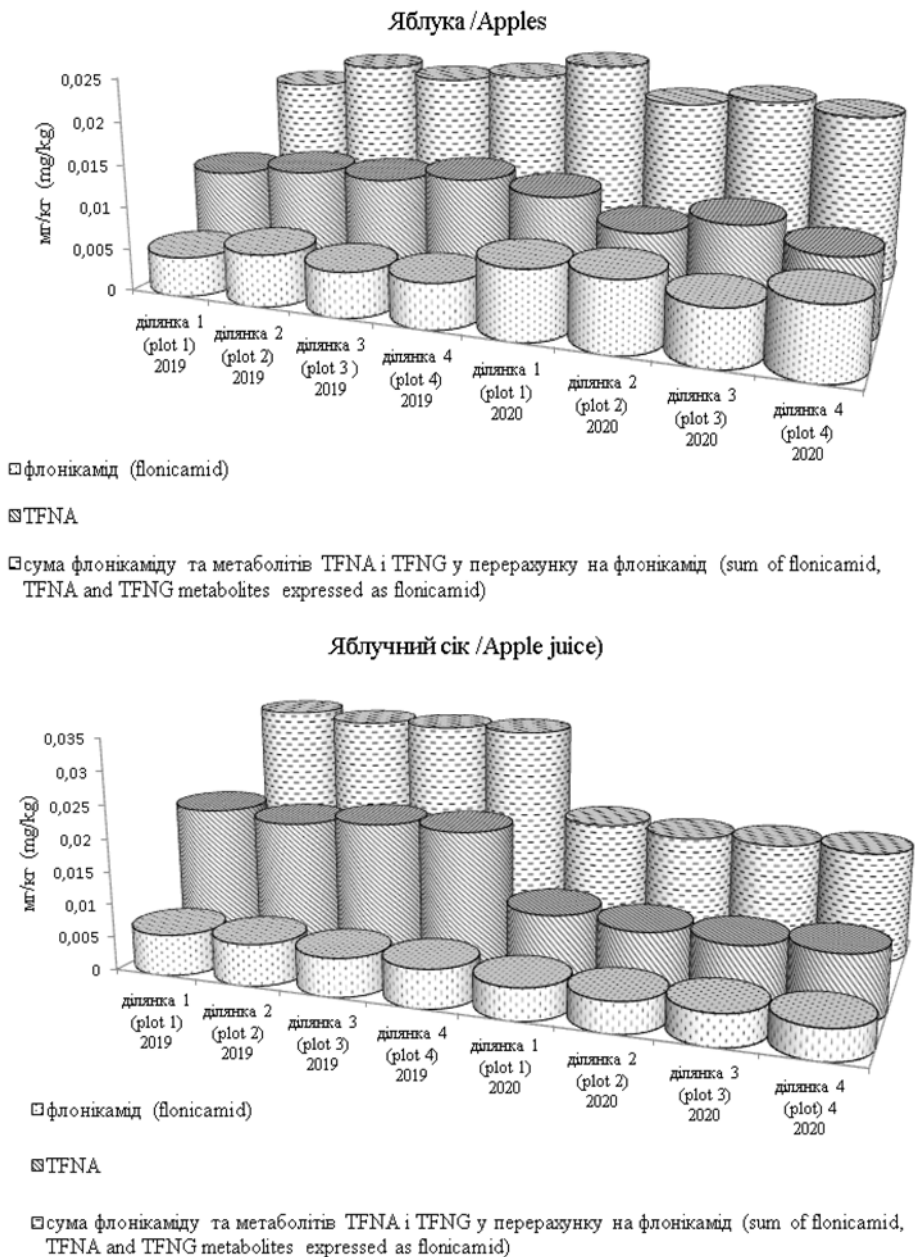 Яблука /Apples
мг/кг (mg/kg)
0,025
0,02
0,015
0,01
0,005
0
ділянка 1
(plot 1)
2019
ділянка 2
(plot 2)
2019
ділянка 3
(plot 3 )
2019
ділянка 4
(plot 4)
2019
ділянка 1
(plot 1)
2020
ділянка 2
(plot 2)
2020
ділянка 3
(plot 3)
2020
ділянка 4
(plot 4)
2020
флонікамід (flonicamid)
TFNA
сума флонікаміду та метаболітів TFNA і TFNG у перерахунку на флонікамід (sum of flonicamid,
TFNA and TFNG metabolites expressed as flonicamid)
Яблучний сік /Apple juice)
мг/кг (mg/kg)
0,035
0,03
0,025
0,02
0,015
0,01
0,005
0
ділянка 1
(plot 1)
2019
ділянка 2
(plot 2)
2019
ділянка 3
(plot 3)
2019
ділянка 4
(plot 4)
2019
ділянка 1
(plot 1)
2020
ділянка 2
(plot 2)
2020
ділянка 3
(plot 3)
2020
ділянка 4
(plot) 4
2020
флонікамід (flonicamid)
TFNA
сума флонікаміду та метаболітів TFNA і TFNG у перерахунку на флонікамід (sum of flonicamid,
TFNA and TFNG metabolites expressed as flonicamid)